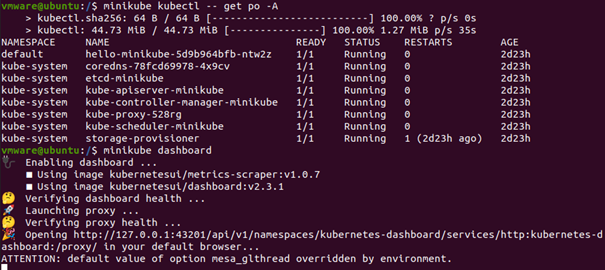 vmware@ubuntu:/$ minikube kubectl -- get po -A
    > kubectl.sha256: 64 B / 64 B [--------------------------] 100.00% ? p/s 0s
    > kubectl: 44.73 MiB / 44.73 MiB [---------------] 100.00% 1.27 MiB p/s 35s
NAMESPACE     NAME                               READY   STATUS    RESTARTS        AGE
default       hello-minikube-5d9b964bfb-ntw2z    1/1     Running   0               2d23h
kube-system   coredns-78fcd69978-4x9cv           1/1     Running   0               2d23h
kube-system   etcd-minikube                      1/1     Running   0               2d23h
kube-system   kube-apiserver-minikube            1/1     Running   0               2d23h
kube-system   kube-controller-manager-minikube   1/1     Running   0               2d23h
kube-system   kube-proxy-528rg                   1/1     Running   0               2d23h
kube-system   kube-scheduler-minikube            1/1     Running   0               2d23h
kube-system   storage-provisioner                1/1     Running   1 (2d23h ago)   2d23h
vmware@ubuntu:/$ minikube dashboard
Enabling dashboard ...
Using image kubernetesui/metrics-scraper:v1.0.7
Using image kubernetesui/dashboard:v2.3.1
Verifying dashboard health ...
Launching proxy ...
Verifying proxy health ...
Opening http://127.0.0.1:43201/api/v1/namespaces/kubernetes-dashboard/services/http:kubernetes-d
ashboard:/proxy/ in your default browser...
ATTENTION: default value of option mesa_glthread overridden by environment.